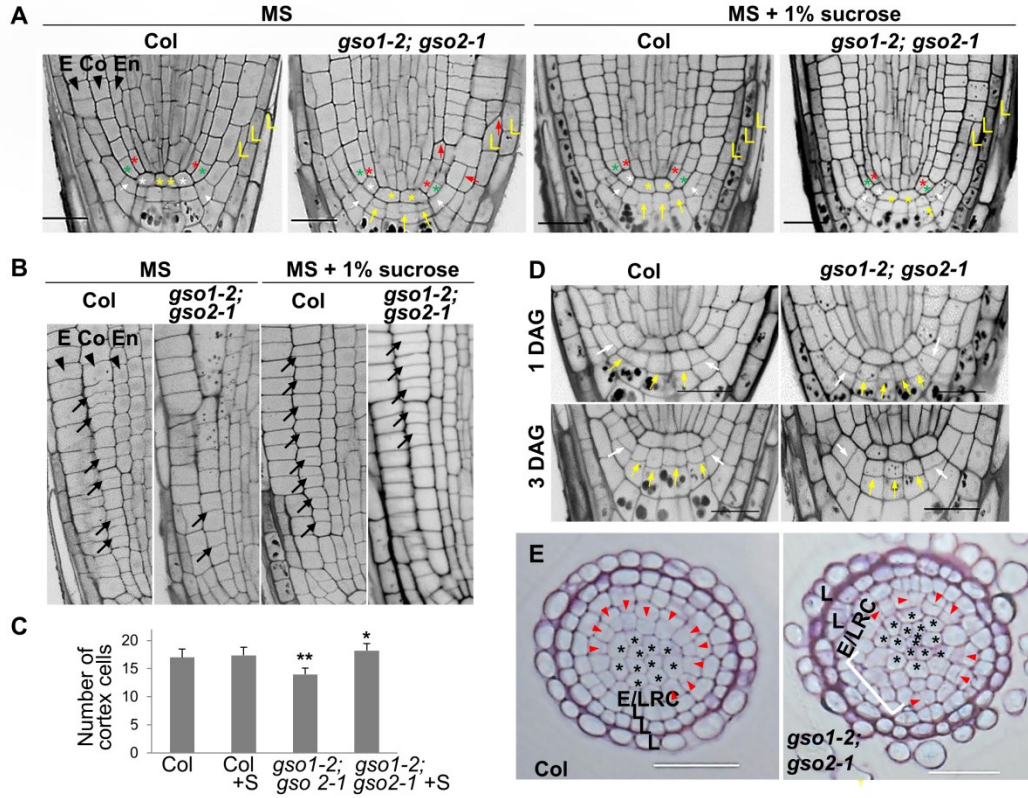 A
MS
MS + 1% sucrose
Col
gso1-2; gso2-1
Col
gso1-2; gso2-1
E Co En
L
L
L
L
L
L
L
L
L
L
B
MS
MS + 1% sucrose
Col
gso1-2;
gso2-1
Col
gso1-2;
gso2-1
E Co En
C
Number of
cortex cells
20
15
10
5
0
**
*
Col
Col
+S
gso1-2;
gso 2-1
gso1-2;
gso2-1 +S
D
Col
gso1-2; gso2-1
1 DAG
3 DAG
E
E/LRC
L
L
L
Col
L
L
E/LRC
gso1-2;
gso2-1